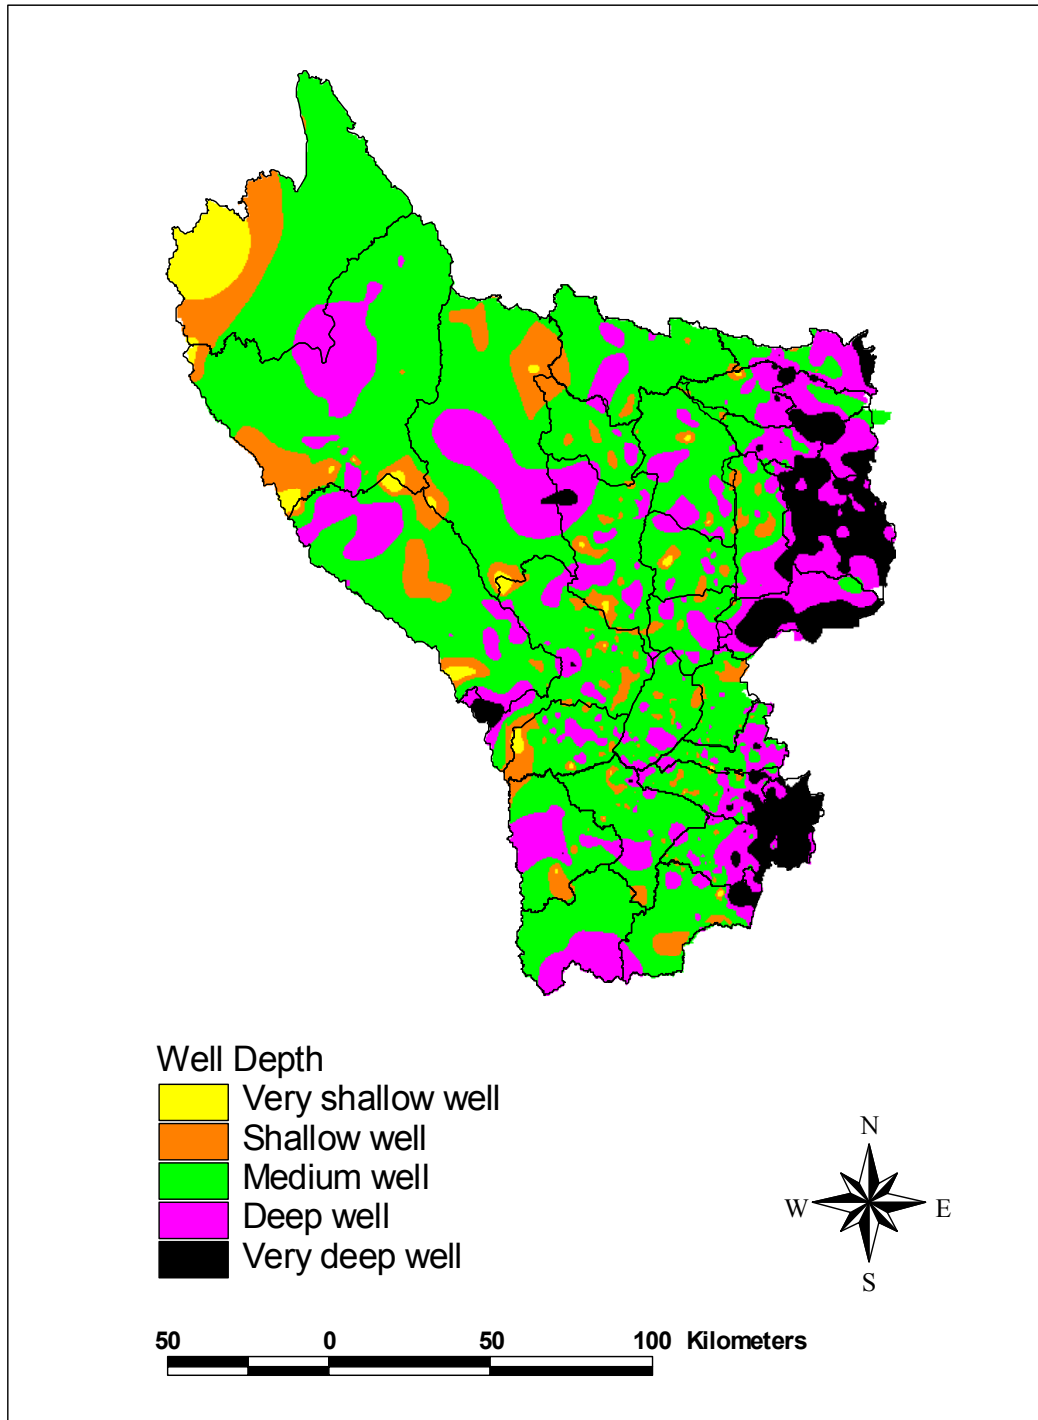 Well Depth
Very shallow well
Shallow well
Medium well
Deep well
Very deep well
N
W E
S
50 0 50 100 Kilometers